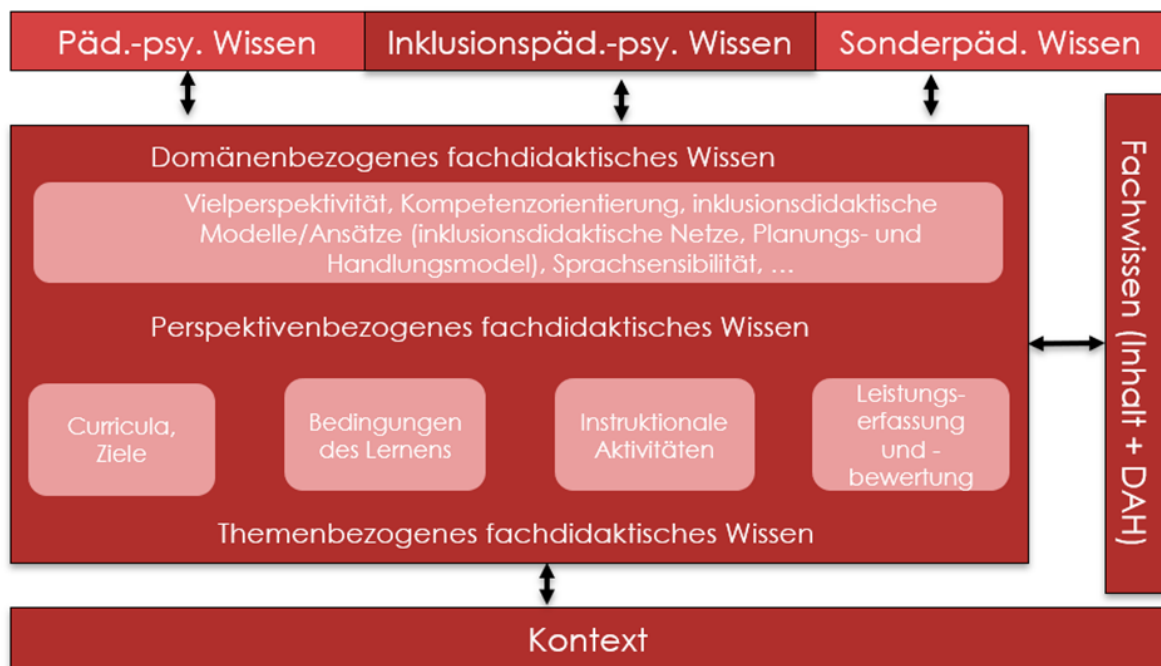 Päd.-psy. Wissen
Inklusionspäd.-psy. Wissen
Sonderpäd. Wissen
Domänenbezogenes fachdidaktisches Wissen
Vielperspektivität, Kompetenzorientierung, inklusionsdidaktische
Modelle/Ansätze (inklusionsdidaktische Netze, Planungs- und
Handlungsmodel), Sprachsensibilität, …
Perspektivenbezogenes fachdidaktisches Wissen
Curricula,
Ziele
Bedingungen
des Lernens
Instruktionale
Aktivitäten
Leistungs-
erfassung
und -
bewertung
Themenbezogenes fachdidaktisches Wissen
Fachwissen (Inhalt + DAH)
Kontext